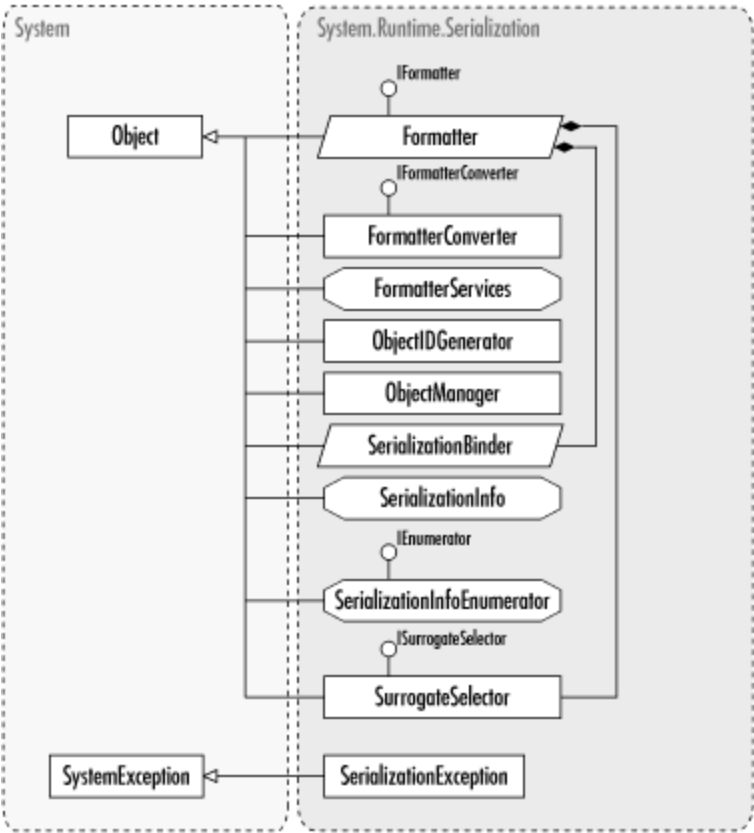 System
System.Runtime.Serialization
IFormatter
Object
Formatter
IFormatterConverter
FormatterConverter
FormatterServices
ObjectIDGenerator
ObjectManager
SerializationBinder
SerializationInfo
IEnumerator
SerializationInfoEnumerator
ISurrogateSelector
SurrogateSelector
SystemException
SerializationException